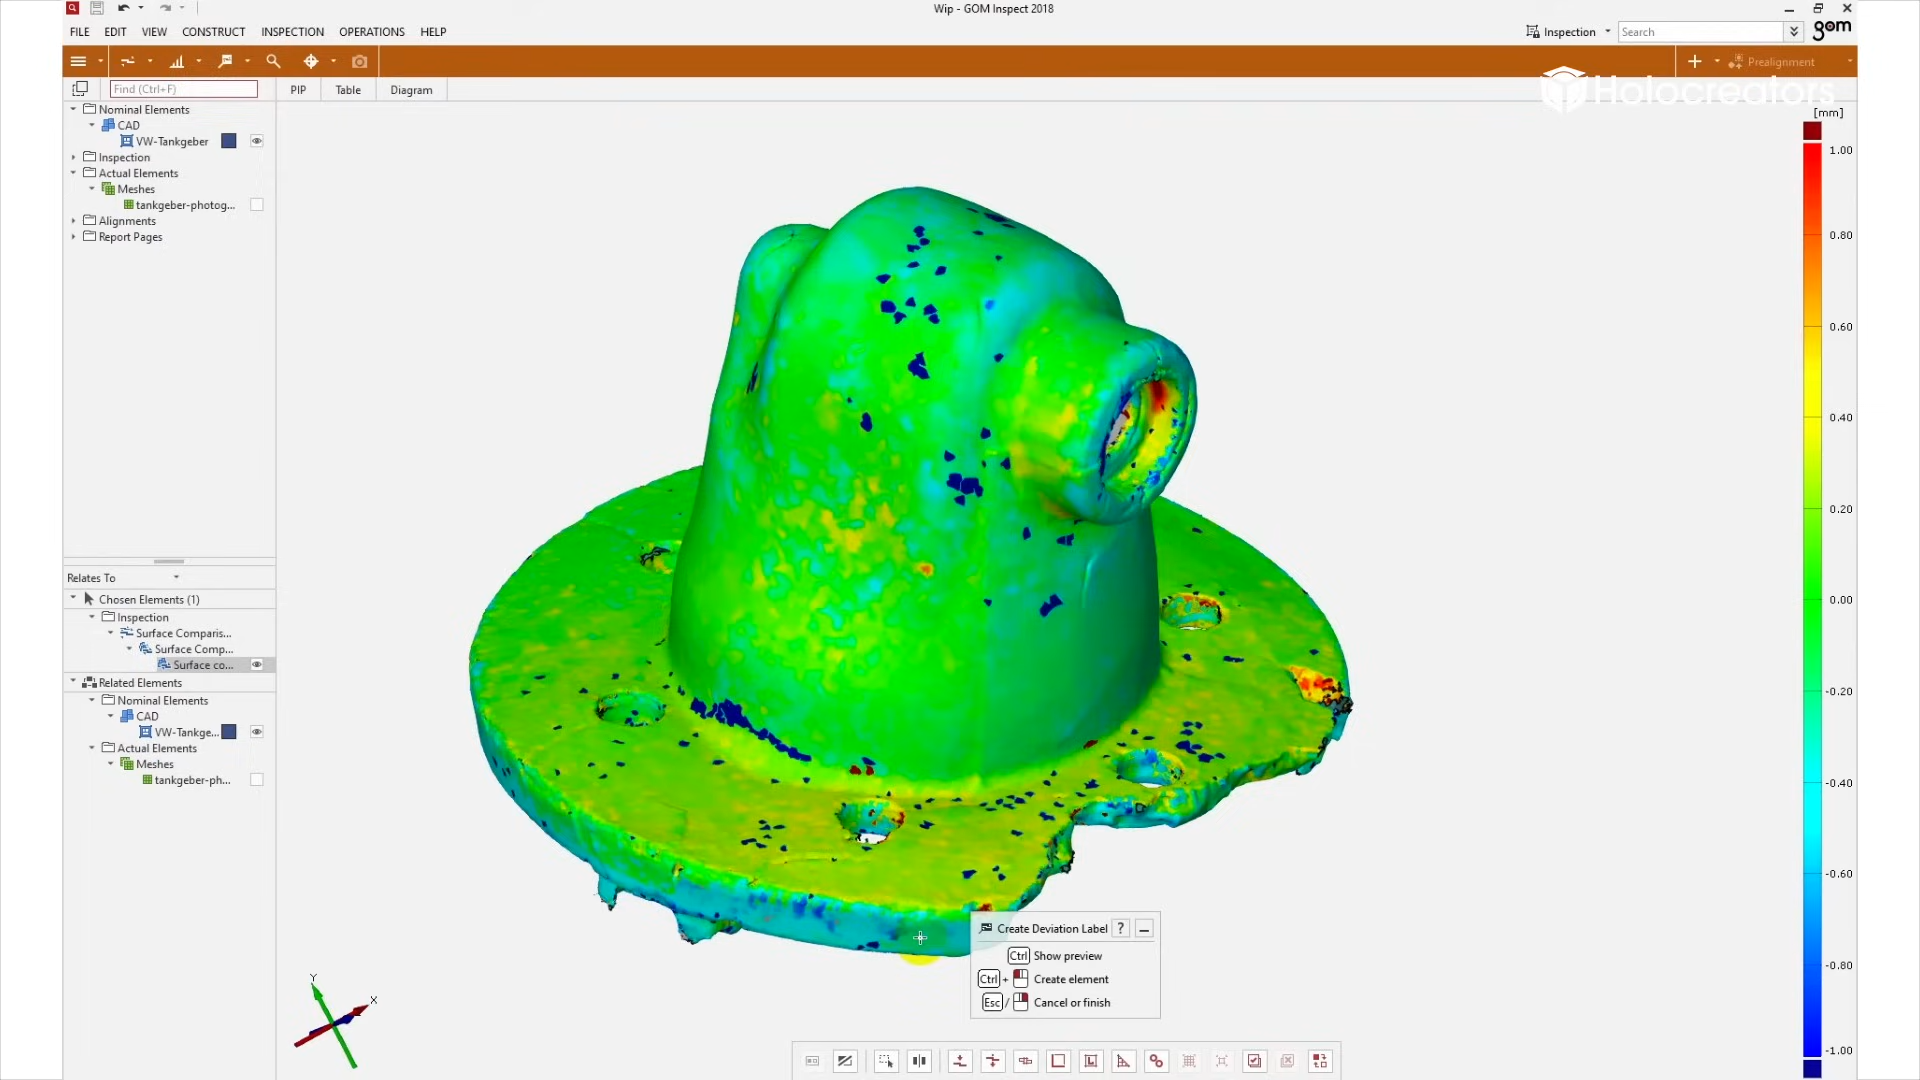 Wip - GOM Inspect 2018
FILE EDIT VIEW CONSTRUCT INSPECTION OPERATIONS HELP
Inspection Search gom
Prealignment
Holocreators
Find (Ctrl+F)
PIP Table Diagram
Nominal Elements
CAD
VW-Tankgeber
Inspection
Actual Elements
Meshes
tankgeber-photog...
Alignments
Report Pages
Relates To
Chosen Elements (1)
Inspection
Surface Comparis...
Surface Comp...
Surface co...
Related Elements
Nominal Elements
CAD
VW-Tankge...
Actual Elements
Meshes
tankgeber-ph...
[mm]
1.00
0.80
0.60
0.40
0.20
0.00
-0.20
-0.40
-0.60
-0.80
-1.00
Create Deviation Label ?
Ctrl Show preview
Ctrl + Create element
Esc / Cancel or finish
Y
X